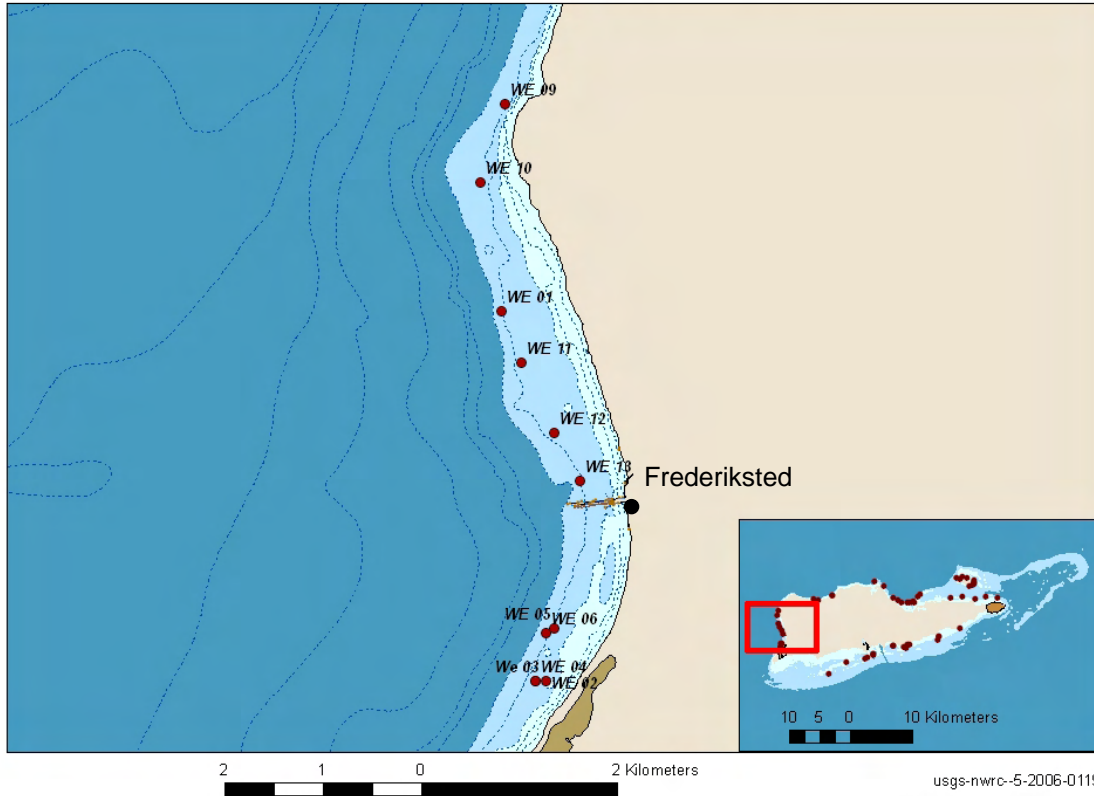 WE 09
WE 10
WE 01
WE 11
WE 12
WE 13
Frederiksted
WE 05
WE 06
We 03
WE 04
WE 02
10 5 0 10 Kilometers
2 1 0 2 Kilometers
usgs-nwrc--5-2006-0119